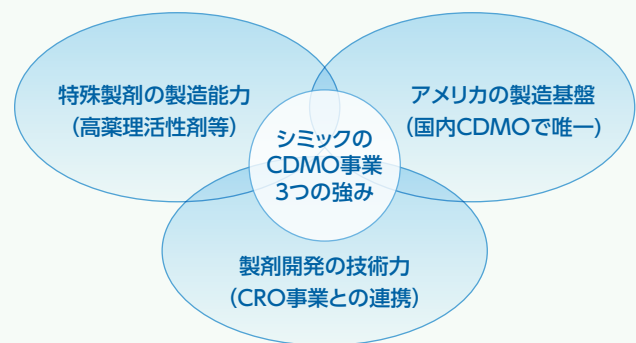 特殊製剤の製造能力
（高薬理活性剤等）
アメリカの製造基盤
（国内CDMOで唯一）
シミックの
CDMO事業
3つの強み
製剤開発の技術力
（CRO事業との連携）